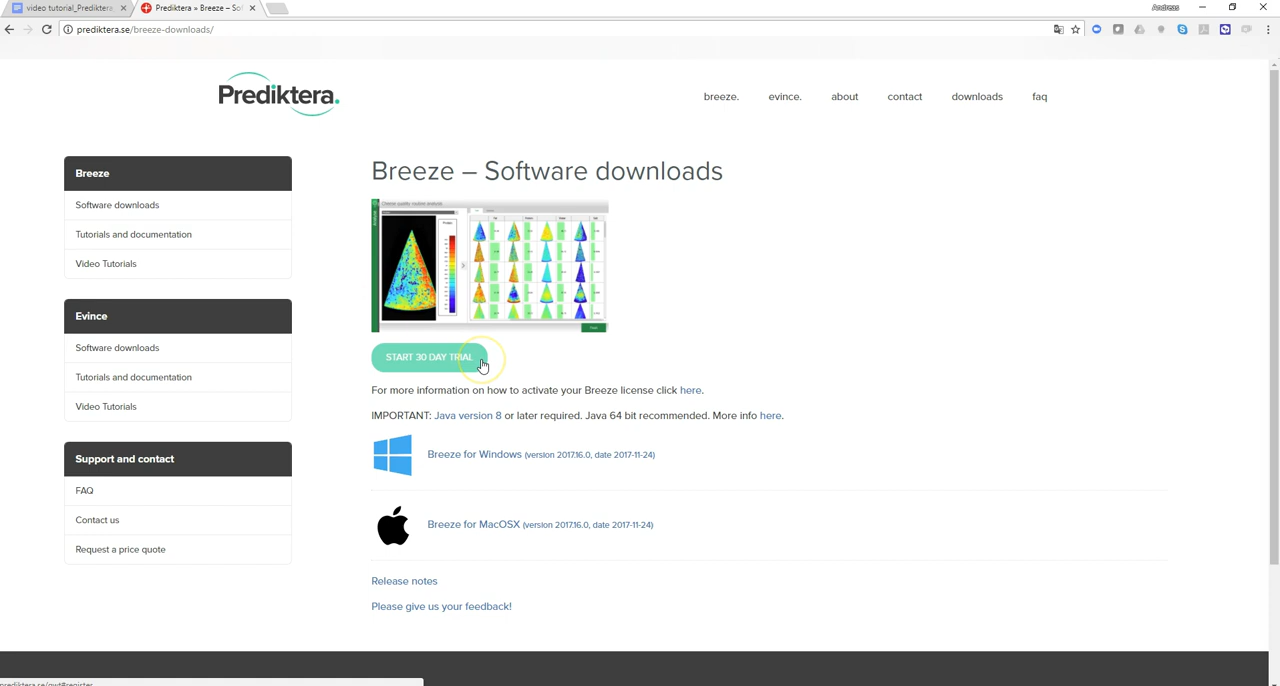 video tutorial_Prediktera
Prediktera » Breeze – So
Andreas
prediktera.se/breeze-downloads/
Prediktera.
breeze.
evince.
about
contact
downloads
faq
Breeze
Software downloads
Tutorials and documentation
Video Tutorials
Evince
Software downloads
Tutorials and documentation
Video Tutorials
Support and contact
FAQ
Contact us
Request a price quote
Breeze – Software downloads
START 30 DAY TRIAL
For more information on how to activate your Breeze license click here.
IMPORTANT: Java version 8 or later required. Java 64 bit recommended. More info here.
Breeze for Windows (version 2017.16.0, date 2017-11-24)
Breeze for MacOSX (version 2017.16.0, date 2017-11-24)
Release notes
Please give us your feedback!